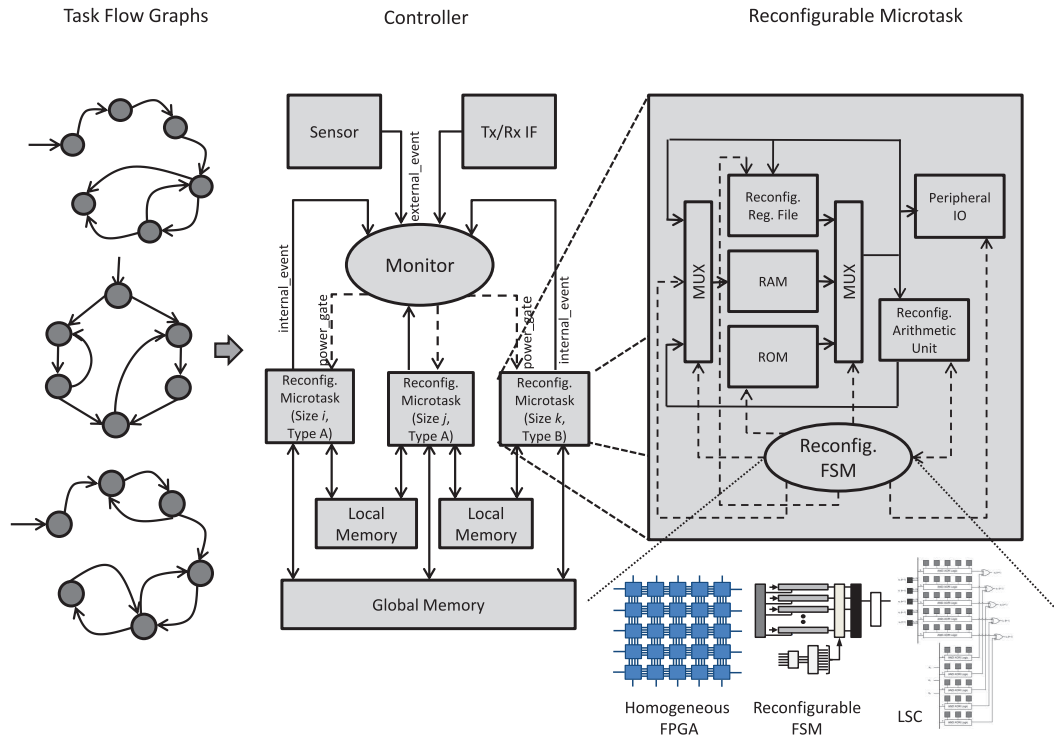 Task Flow Graphs
Controller
Reconfigurable Microtask
Sensor
Tx/Rx IF
external_event
Monitor
internal_event
power_gate
power_gate
internal_event
Reconfig.
Microtask
(Size i,
Type A)
Reconfig.
Microtask
(Size j,
Type A)
Reconfig.
Microtask
(Size k,
Type B)
Local
Memory
Local
Memory
Global Memory
MUX
Reconfig.
Reg. File
RAM
ROM
MUX
Peripheral
IO
Reconfig.
Arithmetic
Unit
Reconfig.
FSM
Homogeneous
FPGA
Reconfigurable
FSM
LSC